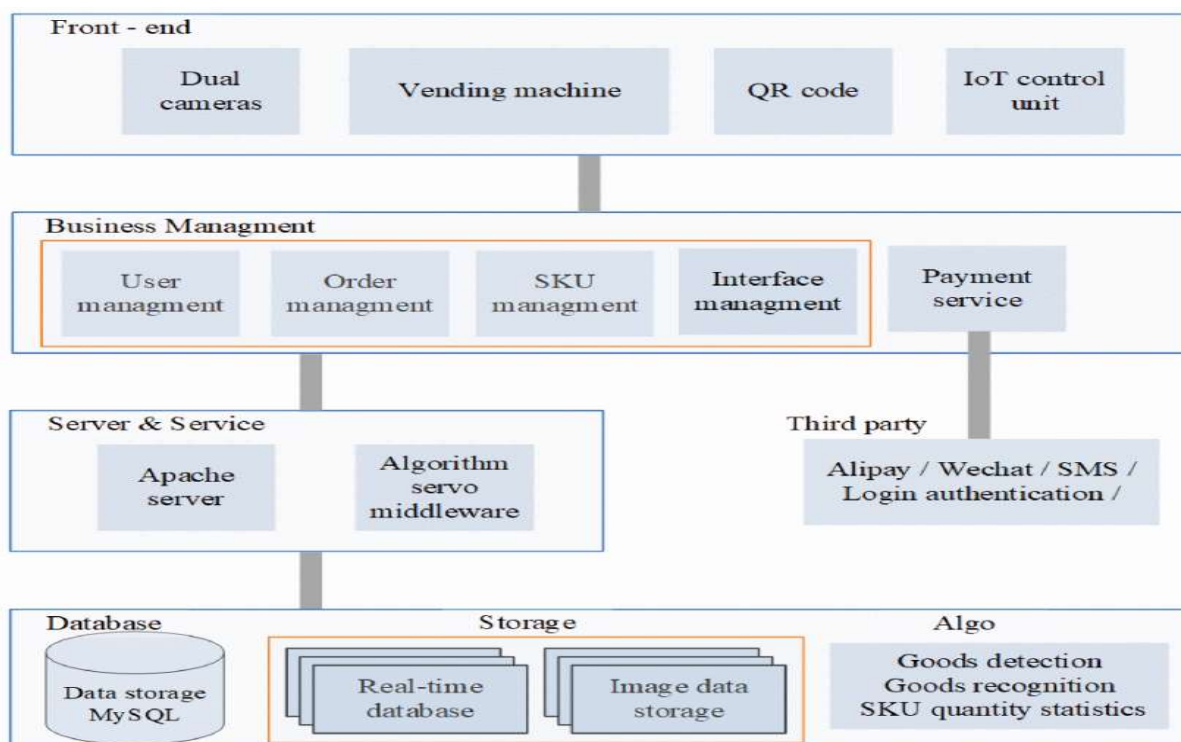 Front - end
Dual
cameras
Vending machine
QR code
IoT control
unit
Business Managment
User
managment
Order
managment
SKU
managment
Interface
managment
Payment
service
Server & Service
Apache
server
Algorithm
servo
middleware
Third party
Alipay / Wechat / SMS /
Login authentication /
Database
Data storage
MySQL
Storage
Real-time
database
Image data
storage
Algo
Goods detection
Goods recognition
SKU quantity statistics